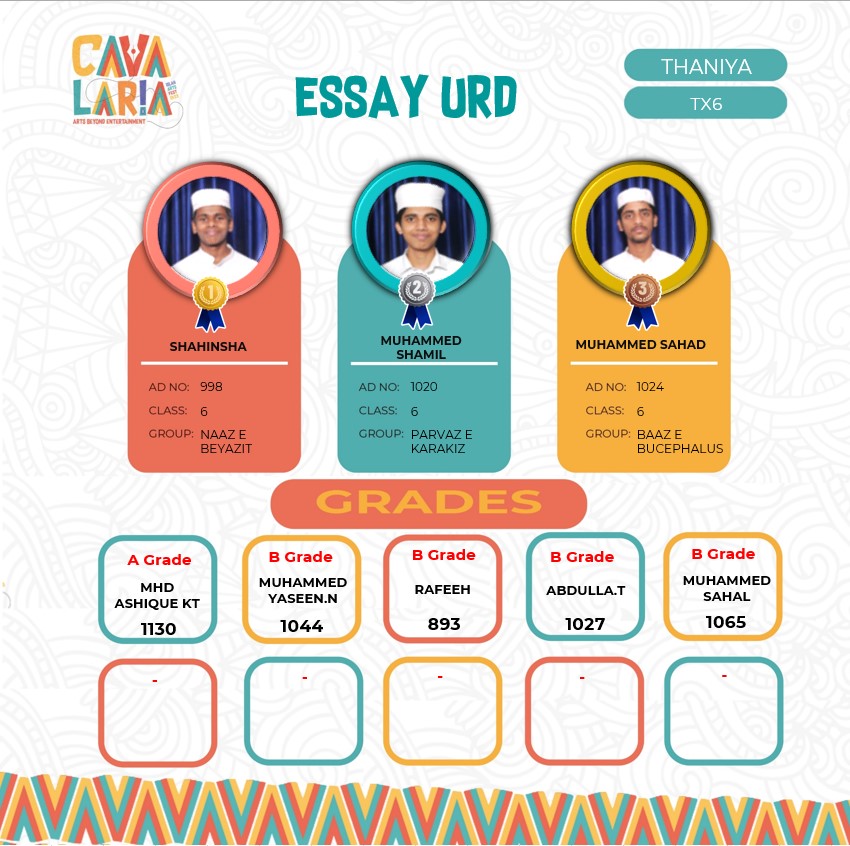 CAVA
LARIA
ARTS BEYOND ENTERTAINMENT
ESSAY URD
THANIYA
TX6
1
SHAHINSHA
AD NO: 998
CLASS: 6
GROUP: NAAZ E
BEYAZIT
2
MUHAMMED
SHAMIL
AD NO: 1020
CLASS: 6
GROUP: PARVAZ E
KARAKIZ
3
MUHAMMED SAHAD
AD NO: 1024
CLASS: 6
GROUP: BAAZ E
BUCEPHALUS
GRADES
A Grade
MHD
ASHIQUE KT
1130
B Grade
MUHAMMED
YASEEN.N
1044
B Grade
RAFEEH
893
B Grade
ABDULLA.T
1027
B Grade
MUHAMMED
SAHAL
1065
-
-
-
-
-